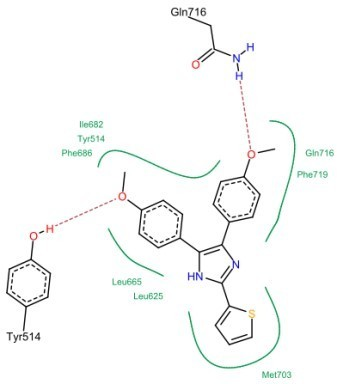 Gln716
H
N
O
H
Ile682
Tyr514
Phe686
O
Gln716
Phe719
O
H
O
Leu665
Leu625
HN
N
S
Tyr514
Met703